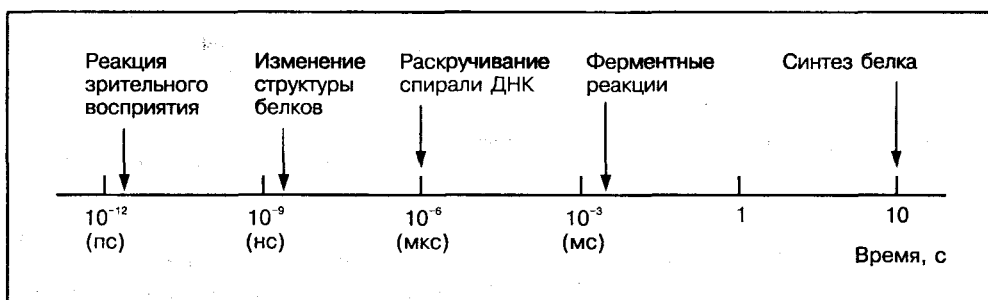 Реакция
зрительного
восприятия
Изменение
структуры
белков
Раскручивание
спирали ДНК
Ферментные
реакции
Синтез белка
10⁻¹²
(пс)
10⁻⁹
(нс)
10⁻⁶
(мкс)
10⁻³
(мс)
1
10
Время, с